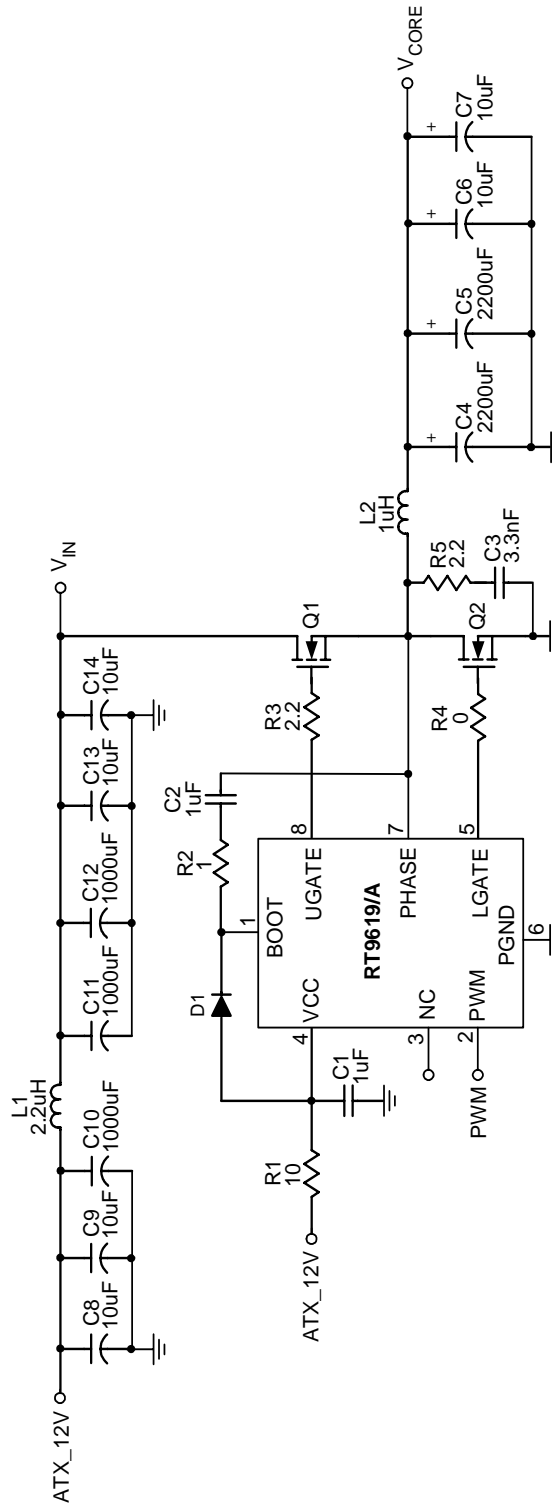 ATX_12V
C8
10uF
C9
10uF
C10
1000uF
L1
2.2uH
C11
1000uF
C12
1000uF
C13
10uF
C14
10uF
VIN
ATX_12V
R1
10
C1
1uF
D1
R2
1
C2
1uF
1
BOOT
4
VCC
3
NC
2
PWM
PWM
RT9619/A
8
UGATE
7
PHASE
5
LGATE
PGND
6
R3
2.2
Q1
R4
0
Q2
R5
2.2
C3
3.3nF
L2
1uH
+
C4
2200uF
+
C5
2200uF
+
C6
10uF
+
C7
10uF
VCORE